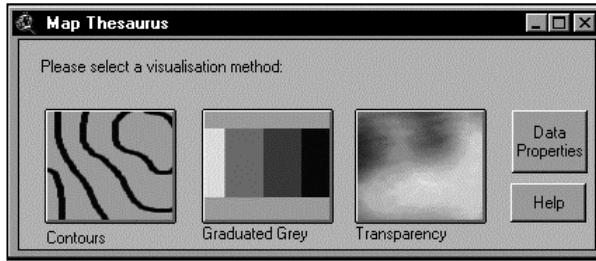 Map Thesaurus
Please select a visualisation method:
Data
Properties
Help
Contours
Graduated Grey
Transparency